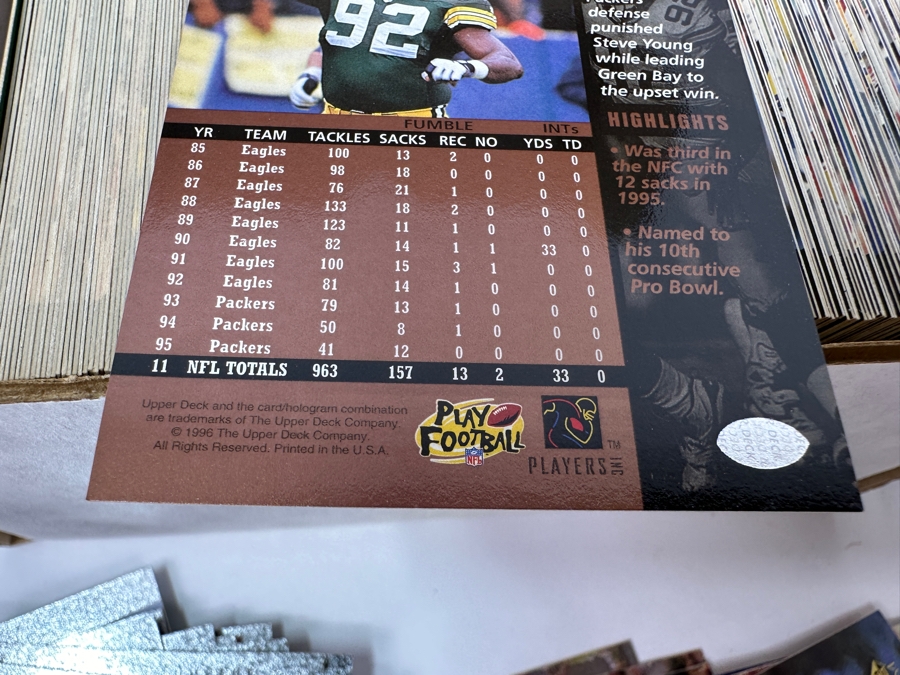 92
defense
punished
Steve Young
while leading
Green Bay to
the upset win.
HIGHLIGHTS
• Was third in
the NFC with
12 sacks in
1995.
• Named to
his 10th
consecutive
Pro Bowl.
FUMBLE INTs
YR TEAM TACKLES SACKS REC NO YDS TD
85 Eagles 100 13 2 0 0 0
86 Eagles 98 18 0 0 0 0
87 Eagles 76 21 1 0 0 0
88 Eagles 133 18 2 0 0 0
89 Eagles 123 11 1 0 0 0
90 Eagles 82 14 1 1 33 0
91 Eagles 100 15 3 1 0 0
92 Eagles 81 14 1 0 0 0
93 Packers 79 13 1 0 0 0
94 Packers 50 8 1 0 0 0
95 Packers 41 12 0 0 0 0
11 NFL TOTALS 963 157 13 2 33 0
Upper Deck and the card/hologram combination
are trademarks of The Upper Deck Company.
© 1996 The Upper Deck Company.
All Rights Reserved. Printed in the U.S.A.
PLAY
FOOTBALL
NFL
TM
PLAYERS INC